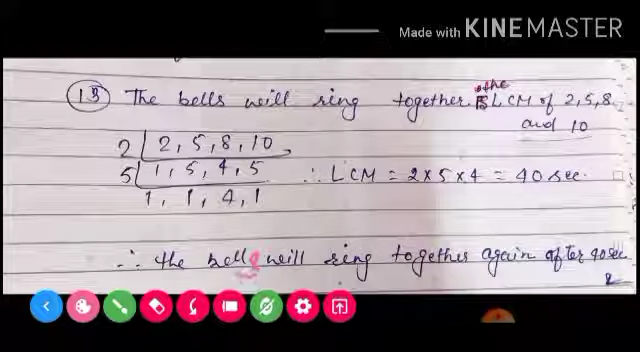 Made with KINEMASTER
the
(13) The bells will ring together. LCM of 2,5,8
and 10
2 | 2, 5, 8, 10
5 | 1, 5, 4, 5 ∴ LCM = 2×5×4 = 40 sec.
1, 1, 4, 1
∴ the bells will ring together again after 40 sec